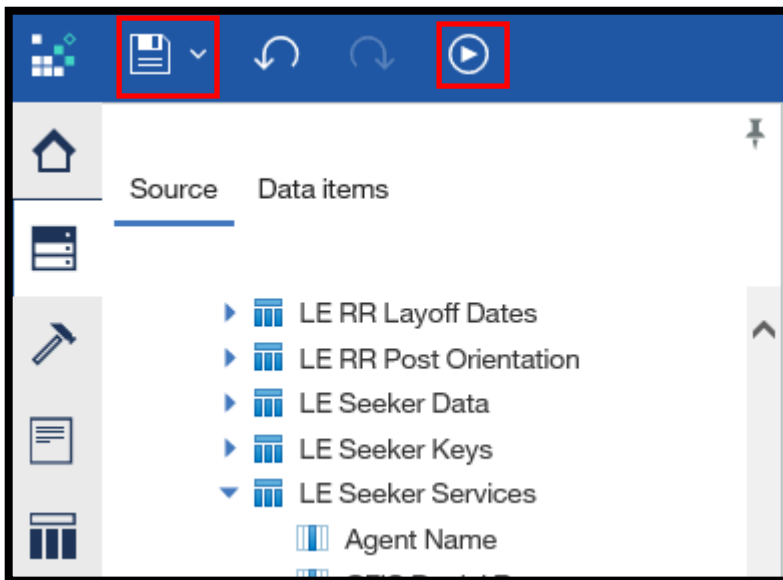 Source Data items
LE RR Layoff Dates
LE RR Post Orientation
LE Seeker Data
LE Seeker Keys
LE Seeker Services
Agent Name